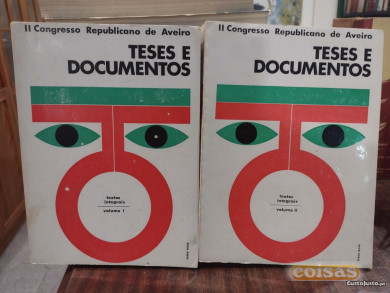 II Congresso Republicano de Aveiro
TESES E
DOCUMENTOS
textos
integrais
volume 1
II Congresso Republicano de Aveiro
TESES E
DOCUMENTOS
textos
integrais
volume II
coisas
CustoJusto.pt